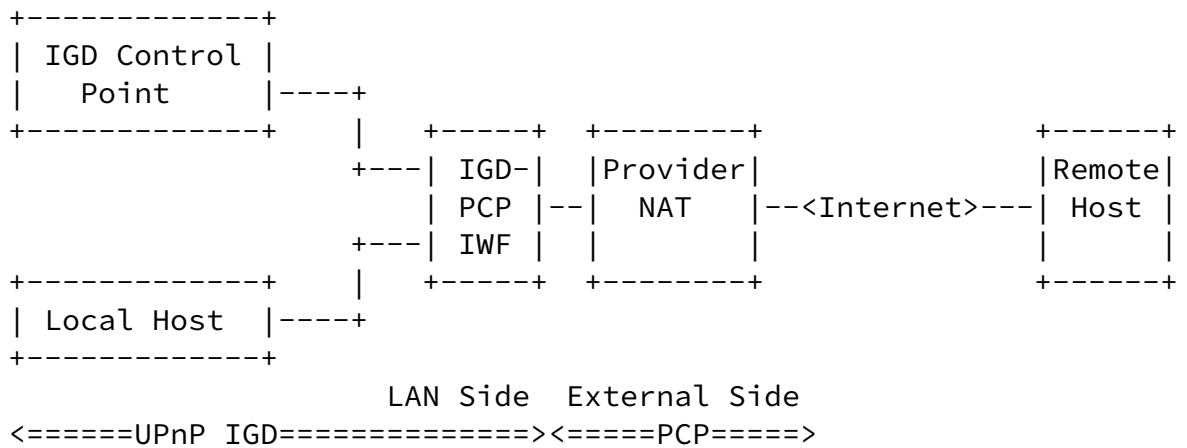 +-------------+
| IGD Control |
|   Point     |----+
+-------------+    |   +-----+  +--------+               +------+
                   +---| IGD-|  |Provider|               |Remote|
                       | PCP |--|  NAT   |--<Internet>---| Host |
                   +---| IWF |  |        |               |      |
+-------------+    |   +-----+  +--------+               +------+
| Local Host  |----+
+-------------+
                     LAN Side  External Side
<======UPnP IGD==============><=====PCP=====>